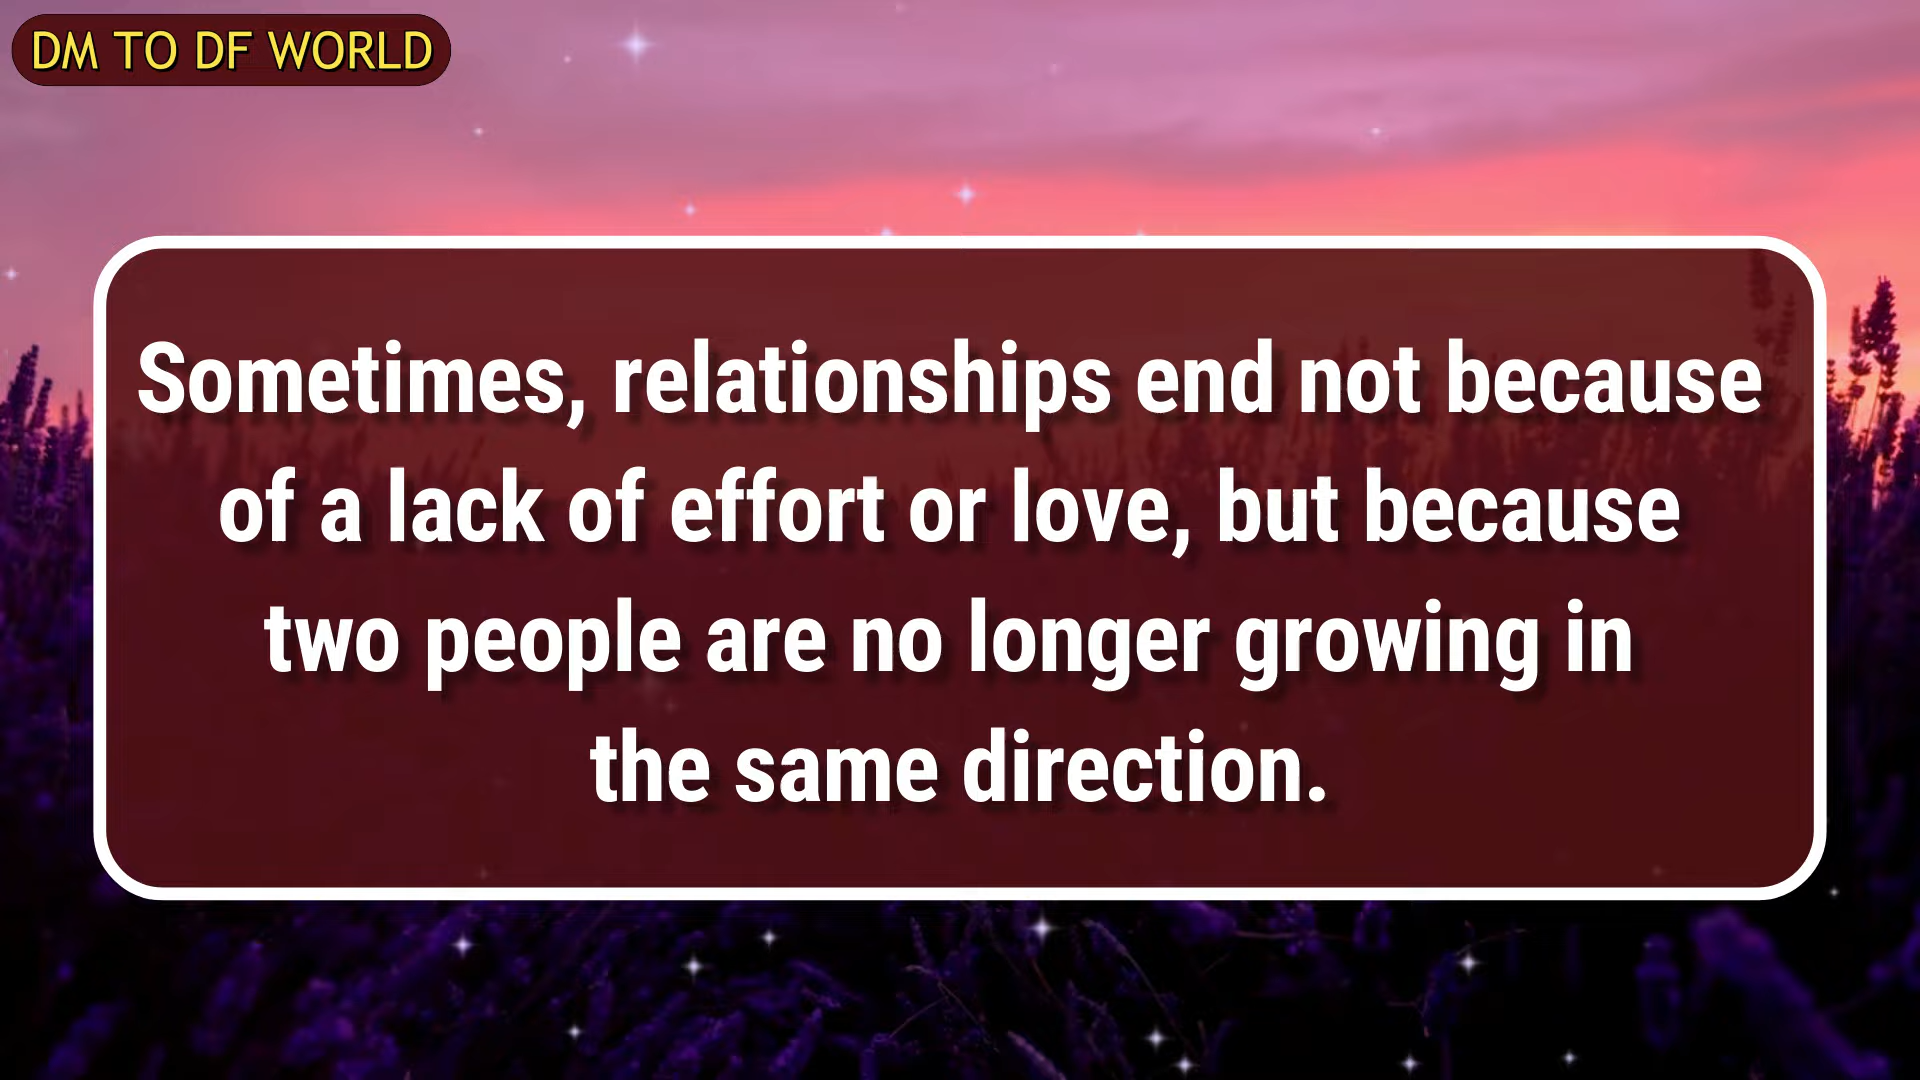 DM TO DF WORLD
Sometimes, relationships end not because
of a lack of effort or love, but because
two people are no longer growing in
the same direction.